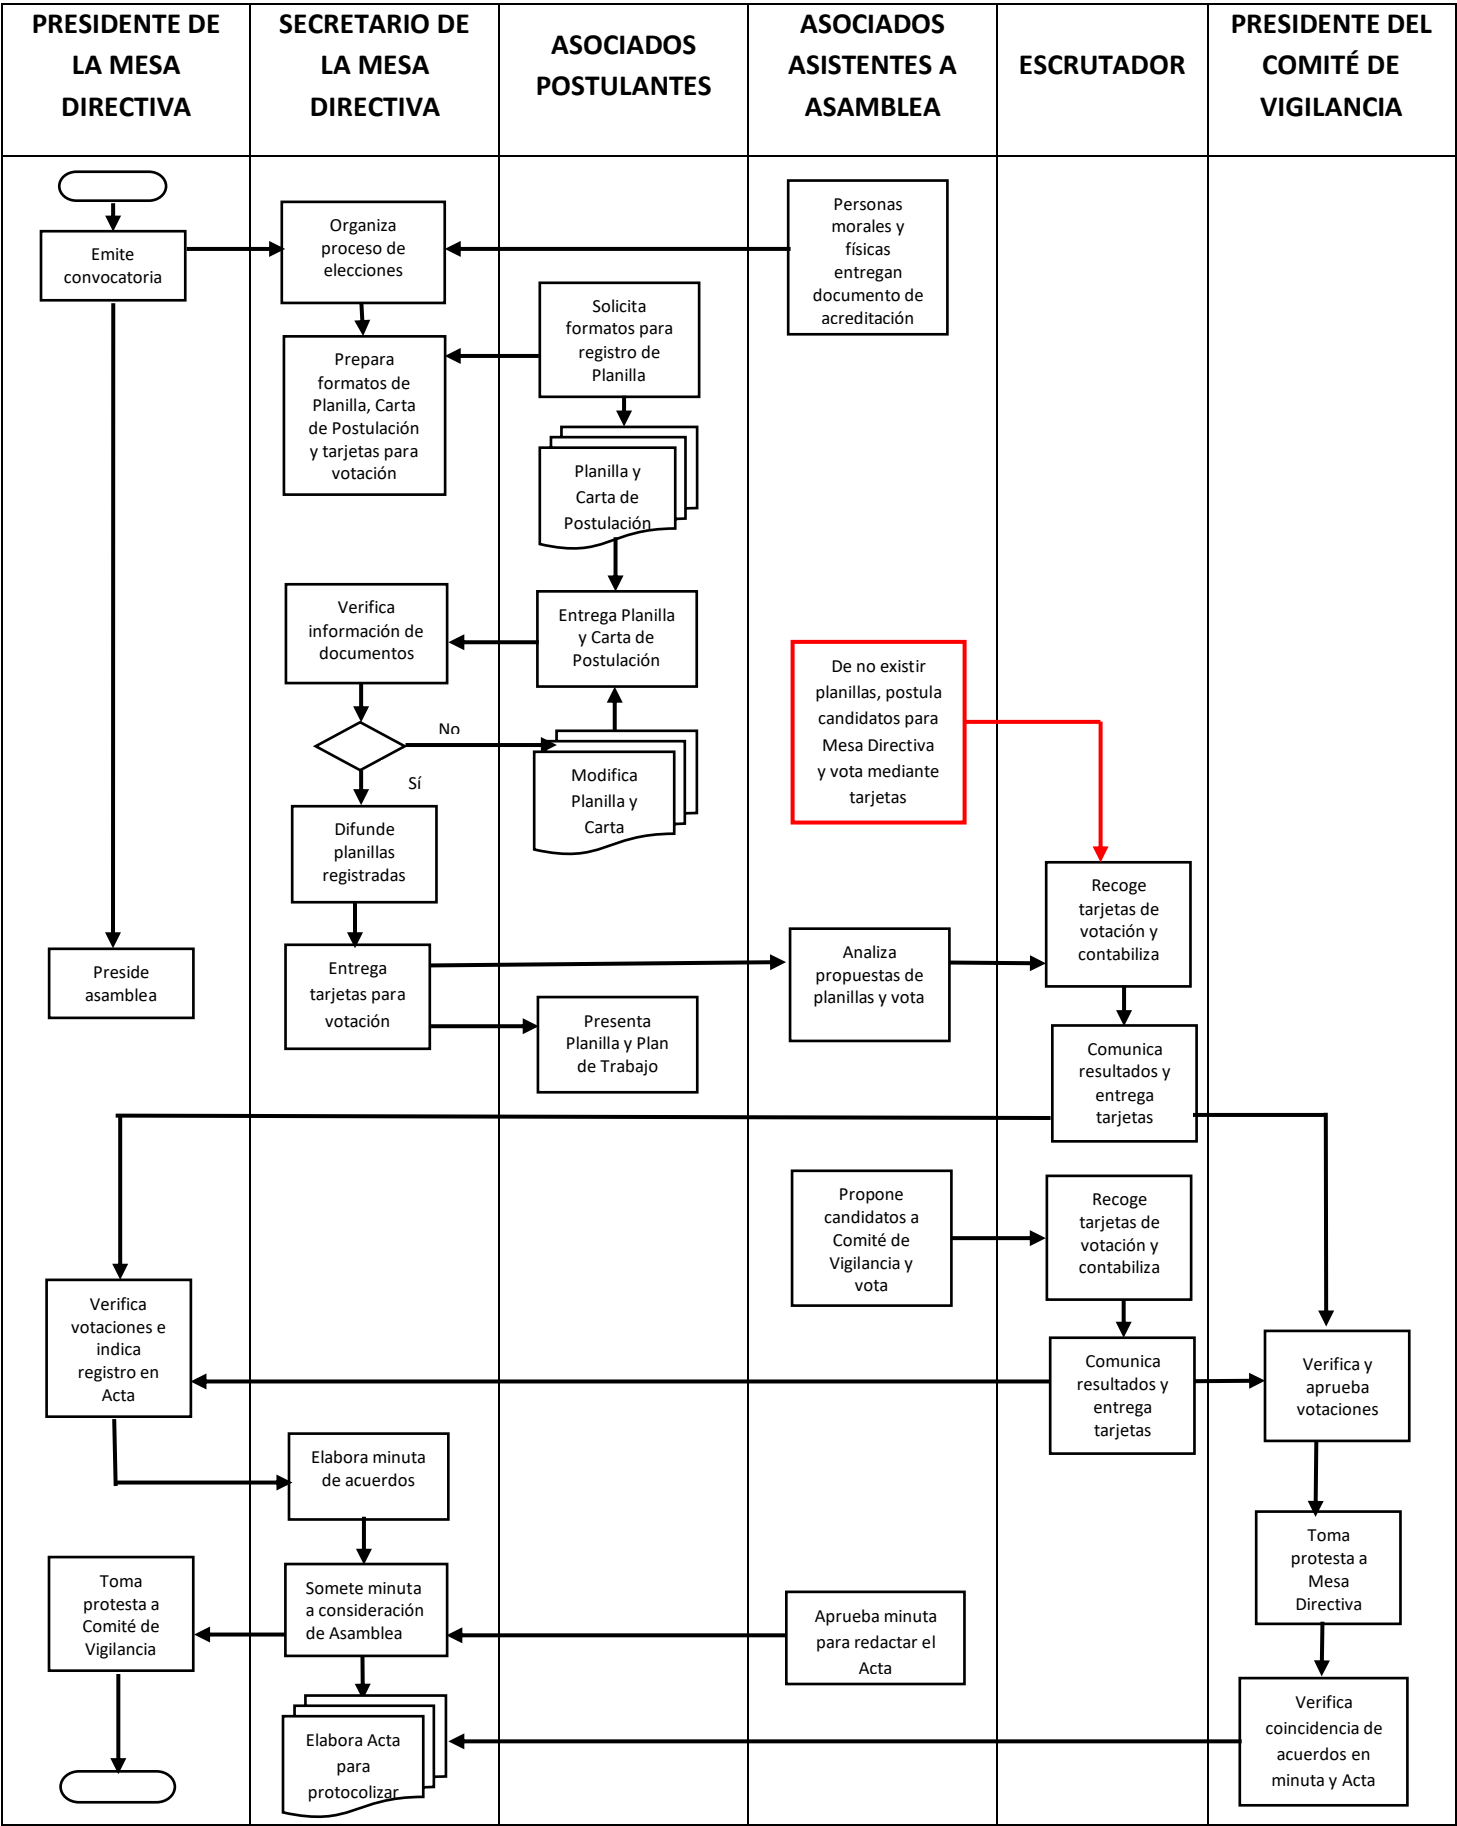 PRESIDENTE DE
LA MESA
DIRECTIVA
SECRETARIO DE
LA MESA
DIRECTIVA
ASOCIADOS
POSTULANTES
ASOCIADOS
ASISTENTES A
ASAMBLEA
ESCRUTADOR
PRESIDENTE DEL
COMITÉ DE
VIGILANCIA
Emite
convocatoria
Organiza
proceso de
elecciones
Personas
morales y
físicas
entregan
documento de
acreditación
Solicita
formatos para
registro de
Planilla
Prepara
formatos de
Planilla, Carta
de Postulación
y tarjetas para
votación
Planilla y
Carta de
Postulación
Verifica
información de
documentos
Entrega Planilla
y Carta de
Postulación
De no existir
planillas, postula
candidatos para
Mesa Directiva
y vota mediante
tarjetas
No
Sí
Modifica
Planilla y
Carta
Difunde
planillas
registradas
Recoge
tarjetas de
votación y
contabiliza
Preside
asamblea
Entrega
tarjetas para
votación
Analiza
propuestas de
planillas y vota
Presenta
Planilla y Plan
de Trabajo
Comunica
resultados y
entrega
tarjetas
Propone
candidatos a
Comité de
Vigilancia y
vota
Recoge
tarjetas de
votación y
contabiliza
Verifica
votaciones e
indica
registro en
Acta
Comunica
resultados y
entrega
tarjetas
Verifica y
aprueba
votaciones
Elabora minuta
de acuerdos
Toma
protesta a
Mesa
Directiva
Toma
protesta a
Comité de
Vigilancia
Somete minuta
a consideración
de Asamblea
Aprueba minuta
para redactar el
Acta
Elabora Acta
para
protocolizar
Verifica
coincidencia de
acuerdos en
minuta y Acta